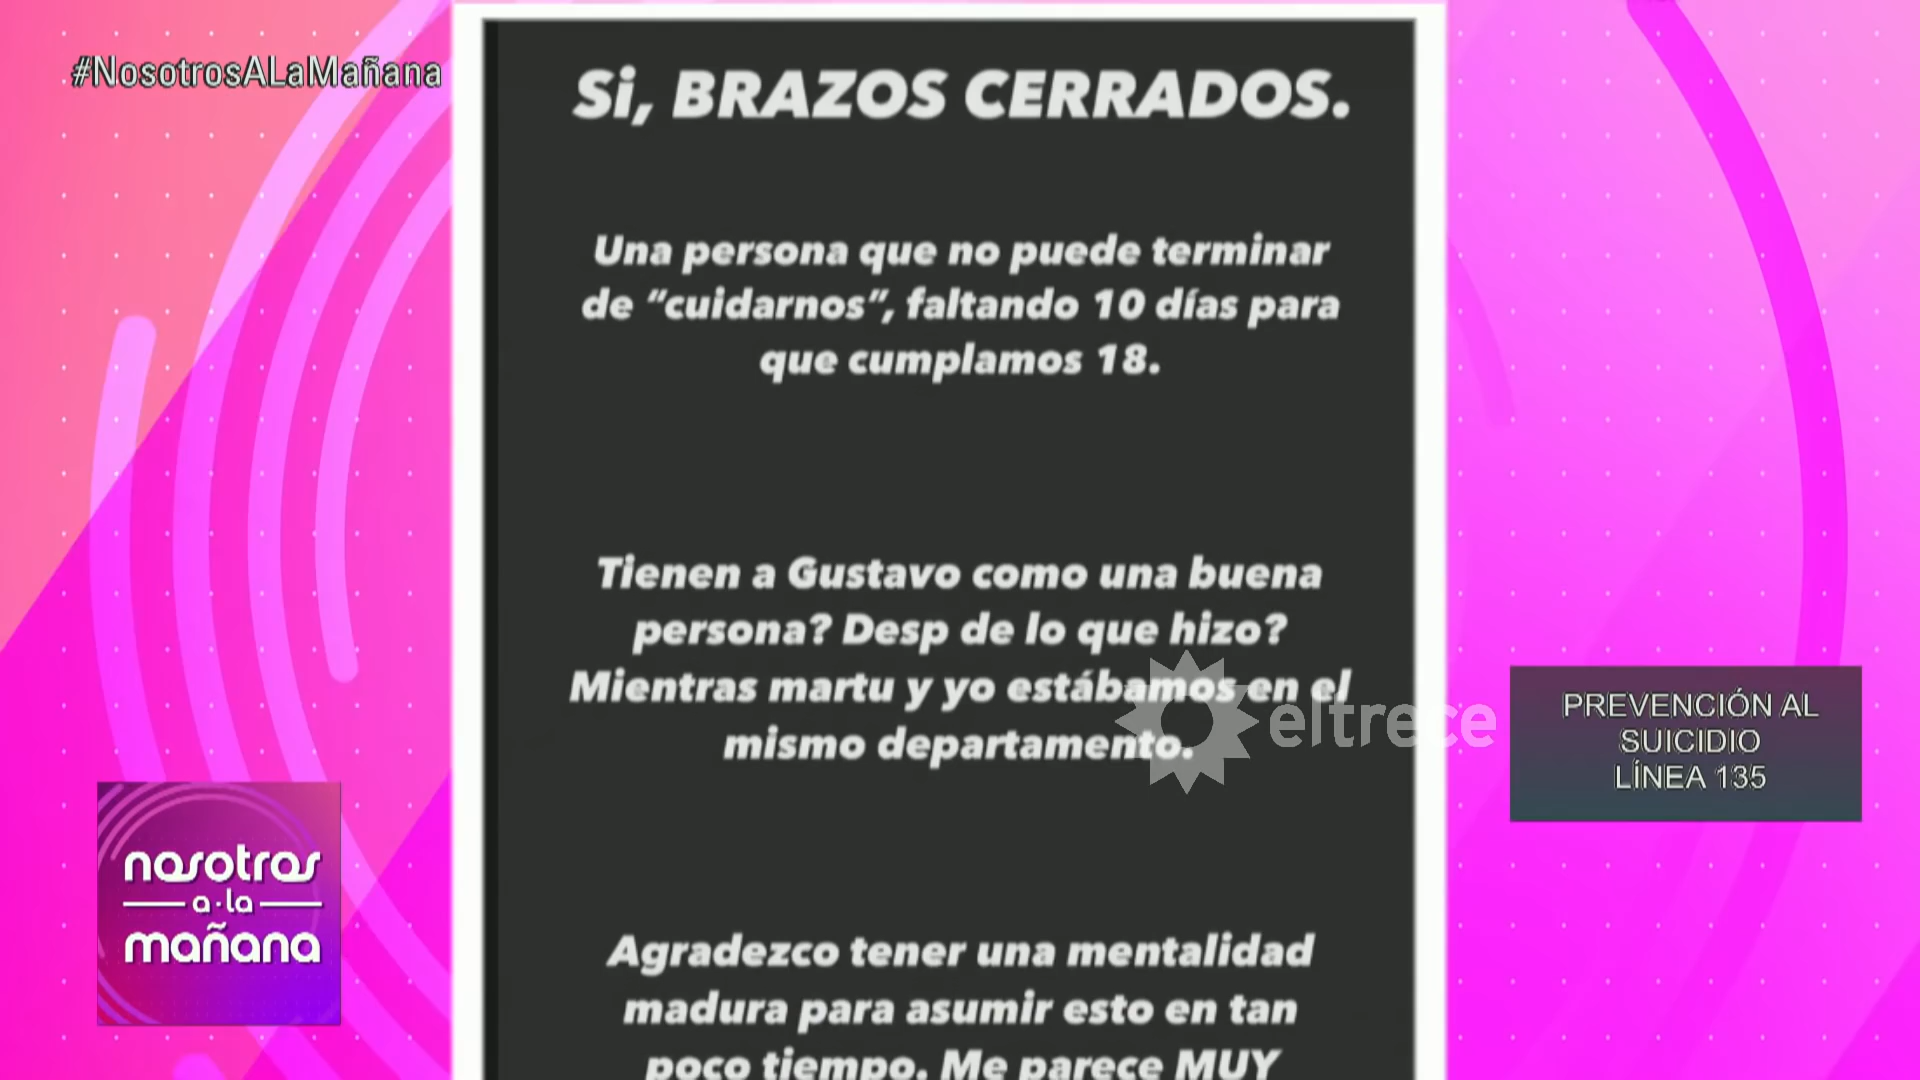 #NosotrosALaMañana
Si, BRAZOS CERRADOS.
Una persona que no puede terminar
de “cuidarnos”, faltando 10 días para
que cumplamos 18.
Tienen a Gustavo como una buena
persona? Desp de lo que hizo?
Mientras martu y yo estábamos en el
mismo departamento.
eltrece
PREVENCIÓN AL
SUICIDIO
LÍNEA 135
nosotros
a·la
mañana
Agradezco tener una mentalidad
madura para asumir esto en tan
poco tiempo. Me parece MUY